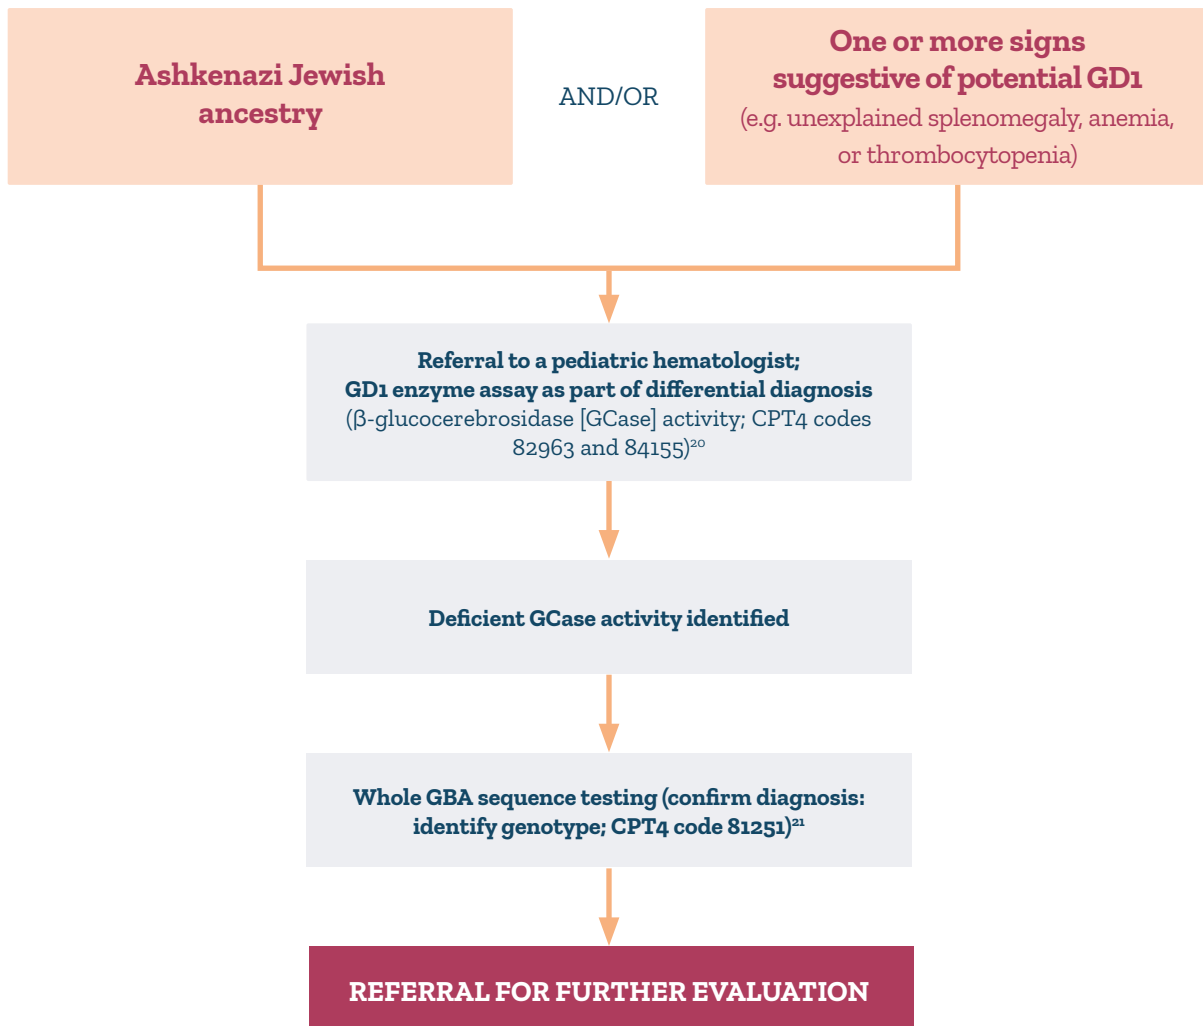 Ashkenazi Jewish
ancestry
AND/OR
One or more signs
suggestive of potential GD1
(e.g. unexplained splenomegaly, anemia,
or thrombocytopenia)
Referral to a pediatric hematologist;
GD1 enzyme assay as part of differential diagnosis
(β-glucocerebrosidase [GCase] activity; CPT4 codes
82963 and 84155)²⁰
Deficient GCase activity identified
Whole GBA sequence testing (confirm diagnosis:
identify genotype; CPT4 code 81251)²¹
REFERRAL FOR FURTHER EVALUATION